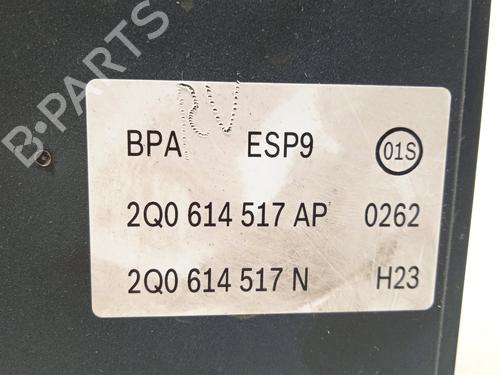 B·PARTS
BPA ESP9 01S
2Q0 614 517 AP 0262
2Q0 614 517 N H23